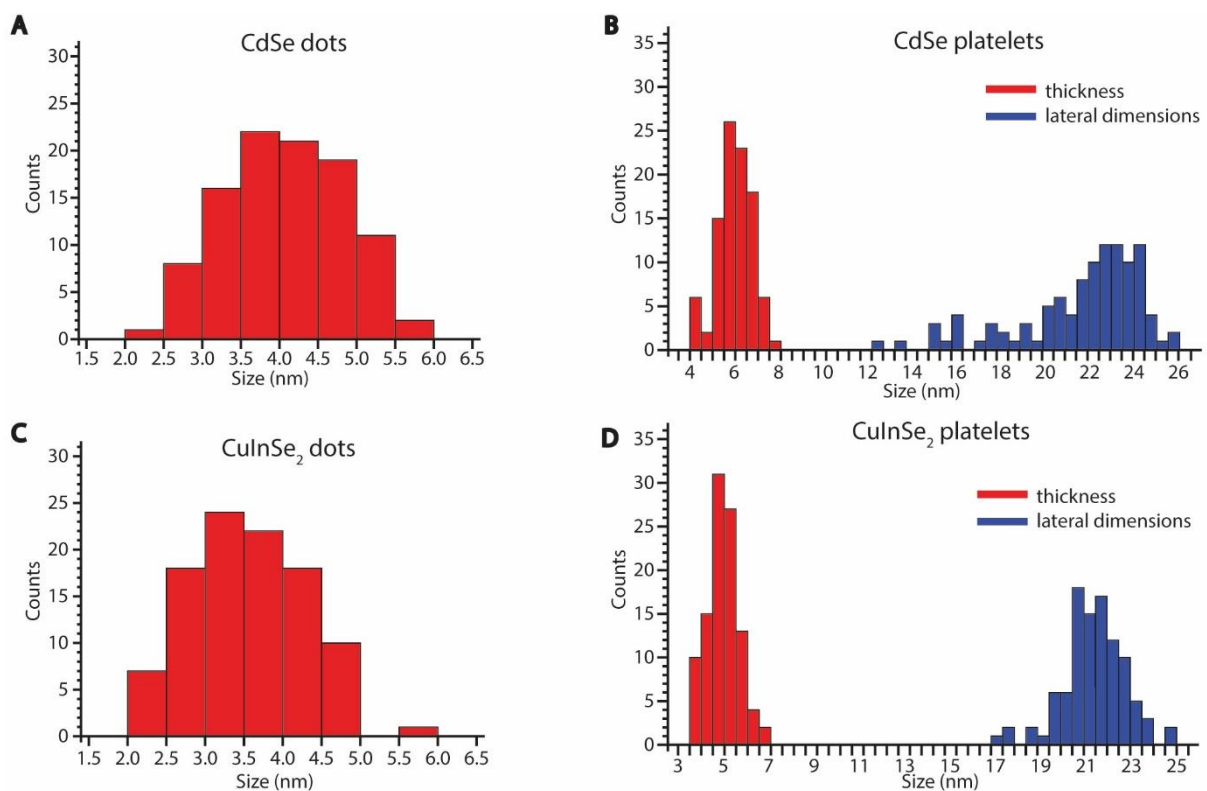 A
CdSe dots
30
25
20
15
10
5
0
Counts
1.5 2.0 2.5 3.0 3.5 4.0 4.5 5.0 5.5 6.0 6.5
Size (nm)
B
CdSe platelets
thickness
lateral dimensions
35
30
25
20
15
10
5
0
Counts
4 6 8 10 12 14 16 18 20 22 24 26
Size (nm)
C
CuInSe₂ dots
30
25
20
15
10
5
0
Counts
1.5 2.0 2.5 3.0 3.5 4.0 4.5 5.0 5.5 6.0 6.5
Size (nm)
D
CuInSe₂ platelets
thickness
lateral dimensions
35
30
25
20
15
10
5
0
Counts
3 5 7 9 11 13 15 17 19 21 23 25
Size (nm)